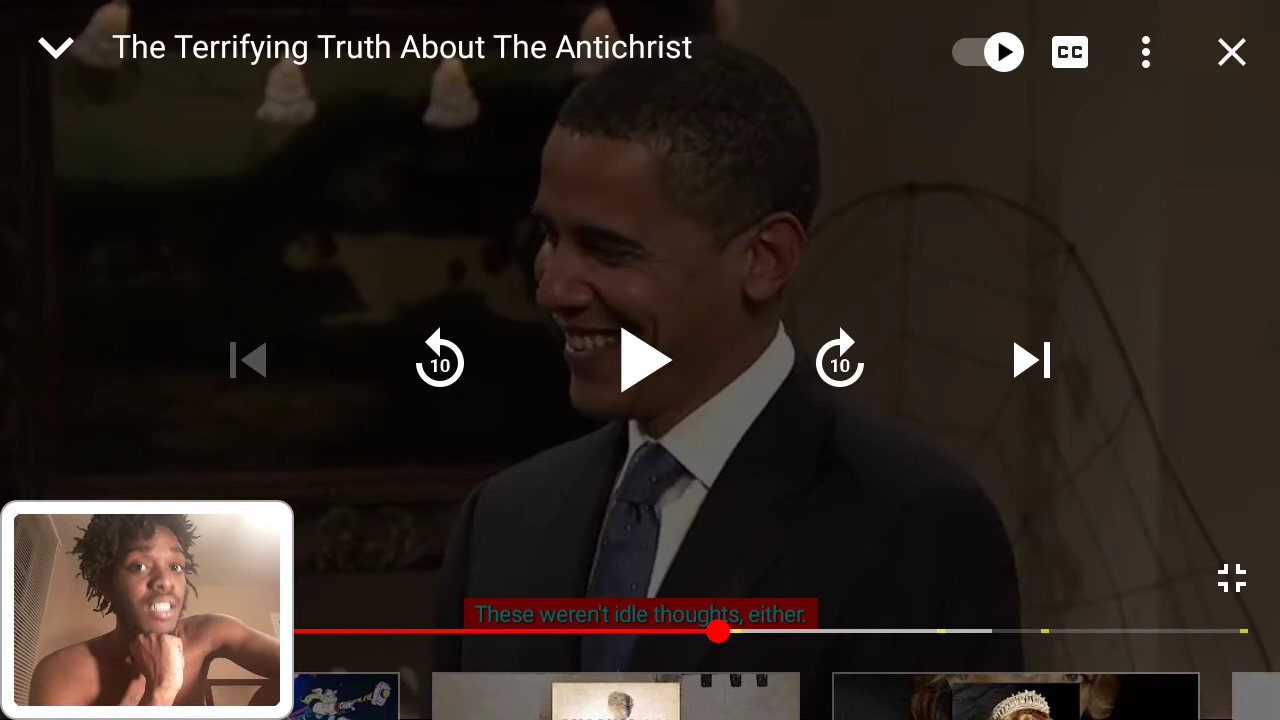 The Terrifying Truth About The Antichrist
CC
10
10
These weren't idle thoughts, either.